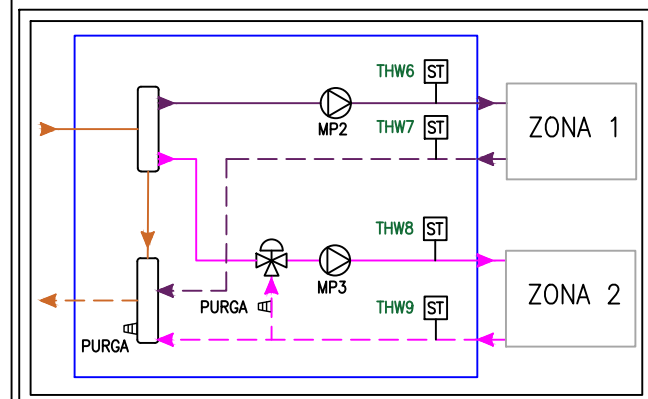 THW6 ST
MP2
THW7 ST
ZONA 1
THW8 ST
MP3
PURGA
THW9 ST
ZONA 2
PURGA